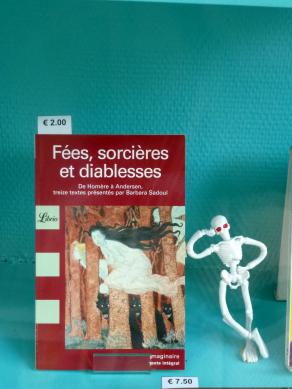 € 2.00
Fées, sorcières
et diablesses
De Homère à Andersen,
treize textes présentés par Barbara Sadoul
Librio
imaginaire
texte intégral
€ 7.50